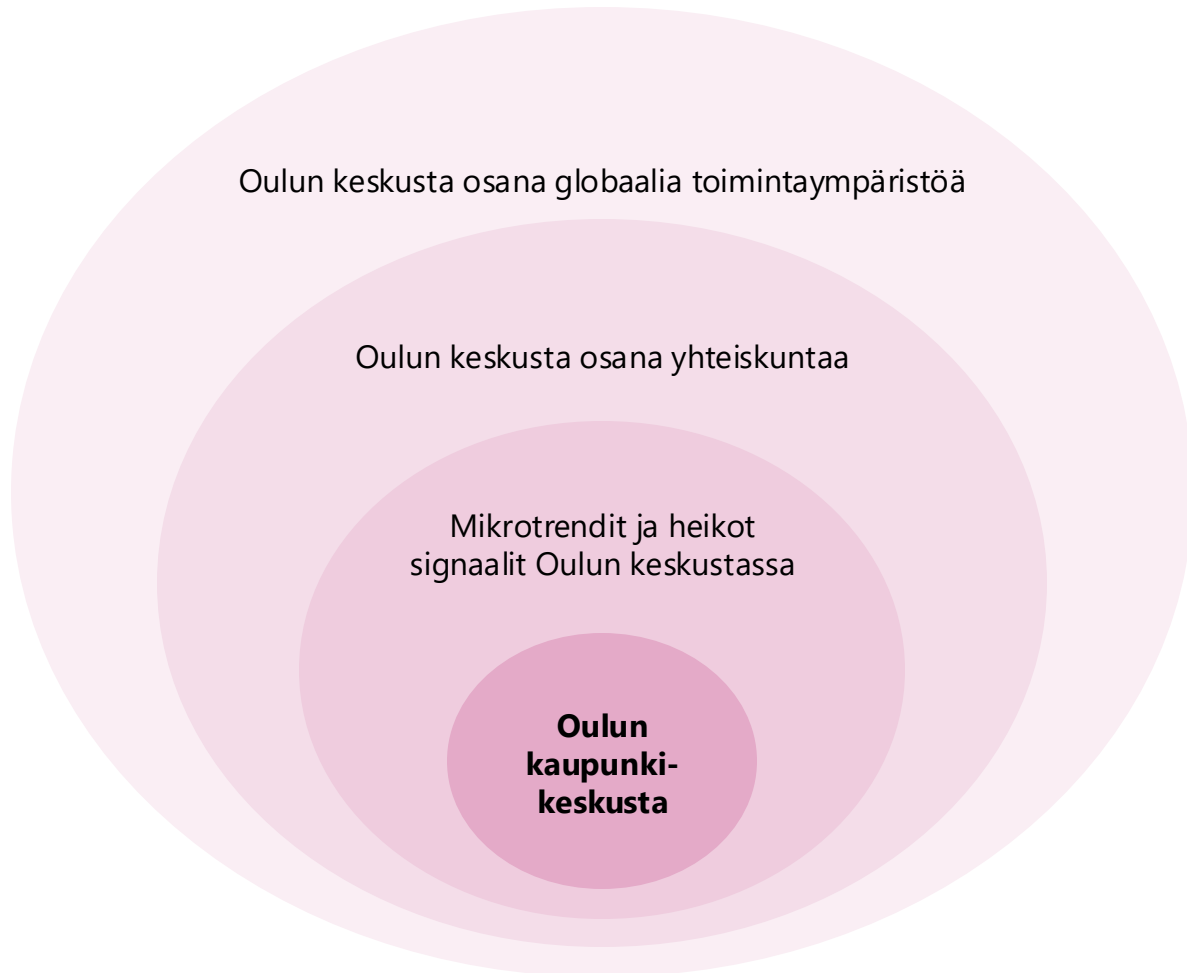 Oulun keskusta osana globaalia toimintaympäristöä
Oulun keskusta osana yhteiskuntaa
Mikrotrendit ja heikot
signaalit Oulun keskustassa
Oulun
kaupunki-
keskusta